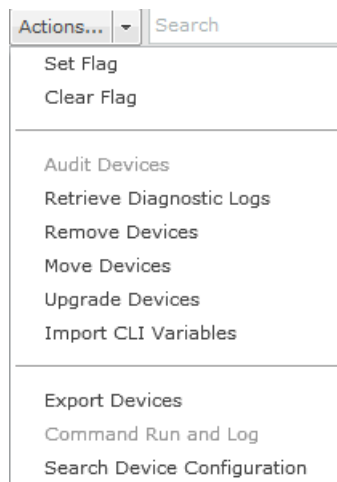 Actions... Search
Set Flag
Clear Flag
Audit Devices
Retrieve Diagnostic Logs
Remove Devices
Move Devices
Upgrade Devices
Import CLI Variables
Export Devices
Command Run and Log
Search Device Configuration